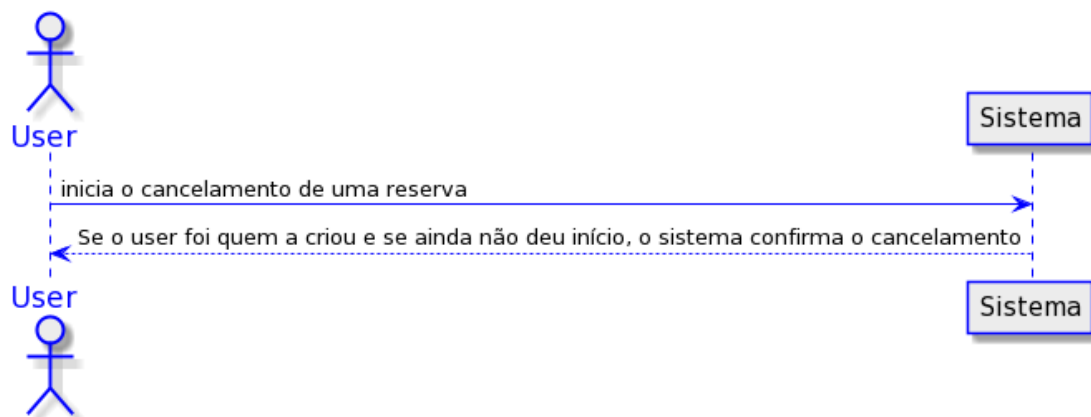 User
Sistema
inicia o cancelamento de uma reserva
Se o user foi quem a criou e se ainda não deu início, o sistema confirma o cancelamento
User
Sistema